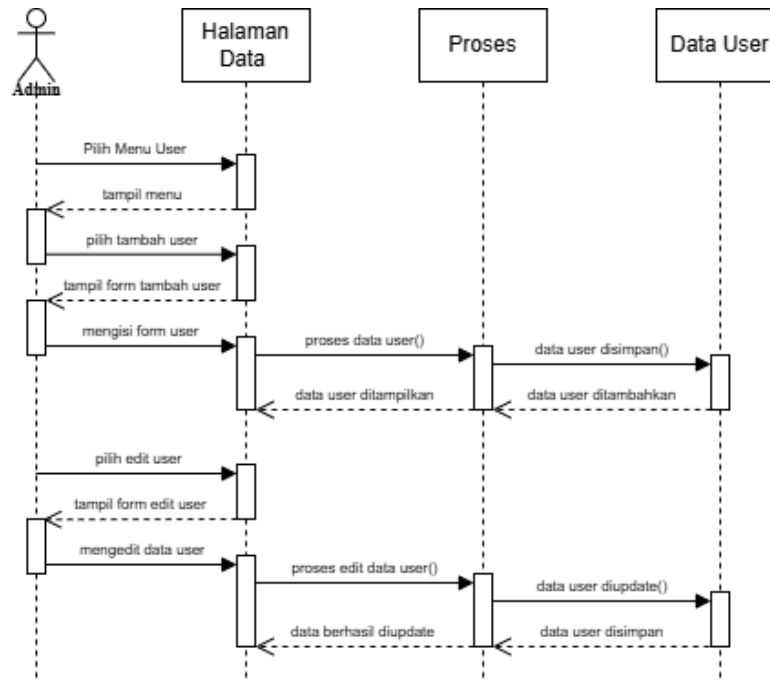 Halaman
Data
Proses
Data User
Admin
Pilih Menu User
tampil menu
pilih tambah user
tampil form tambah user
mengisi form user
proses data user()
data user disimpan()
data user ditampilkan
data user ditambahkan
pilih edit user
tampil form edit user
mengedit data user
proses edit data user()
data user diupdate()
data berhasil diupdate
data user disimpan